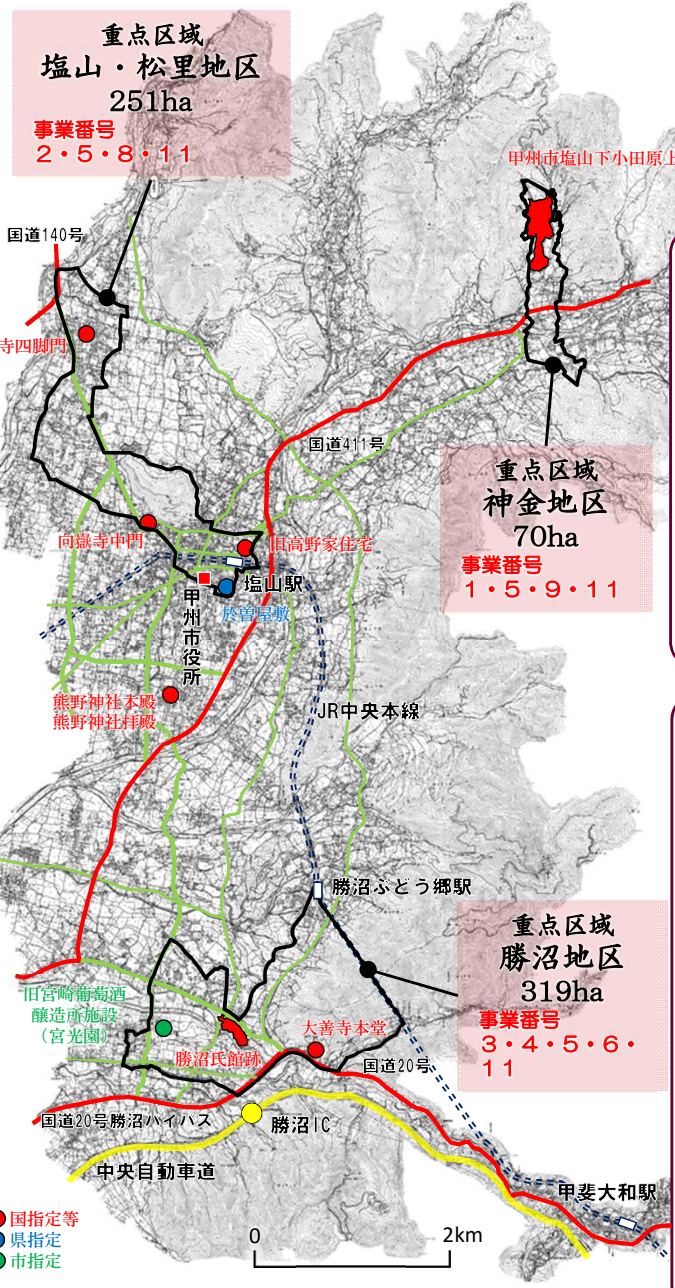 重点区域
塩山・松里地区
251ha
事業番号
2・5・8・11
甲州市塩山下小田原上
国道140号
寺四脚門
国道411号
重点区域
神金地区
70ha
事業番号
1・5・9・11
向嶽寺中門
旧高野家住宅
塩山駅
於曽屋敷
甲州市役所
熊野神社本殿
熊野神社拝殿
JR中央本線
勝沼ぶどう郷駅
重点区域
勝沼地区
319ha
事業番号
3・4・5・6・
11
旧宮崎葡萄酒
醸造所施設
（宮光園）
勝沼氏館跡
大善寺本堂
国道20号
国道20号勝沼バイパス
勝沼IC
中央自動車道
甲斐大和駅
国指定等
県指定
市指定
0 2km